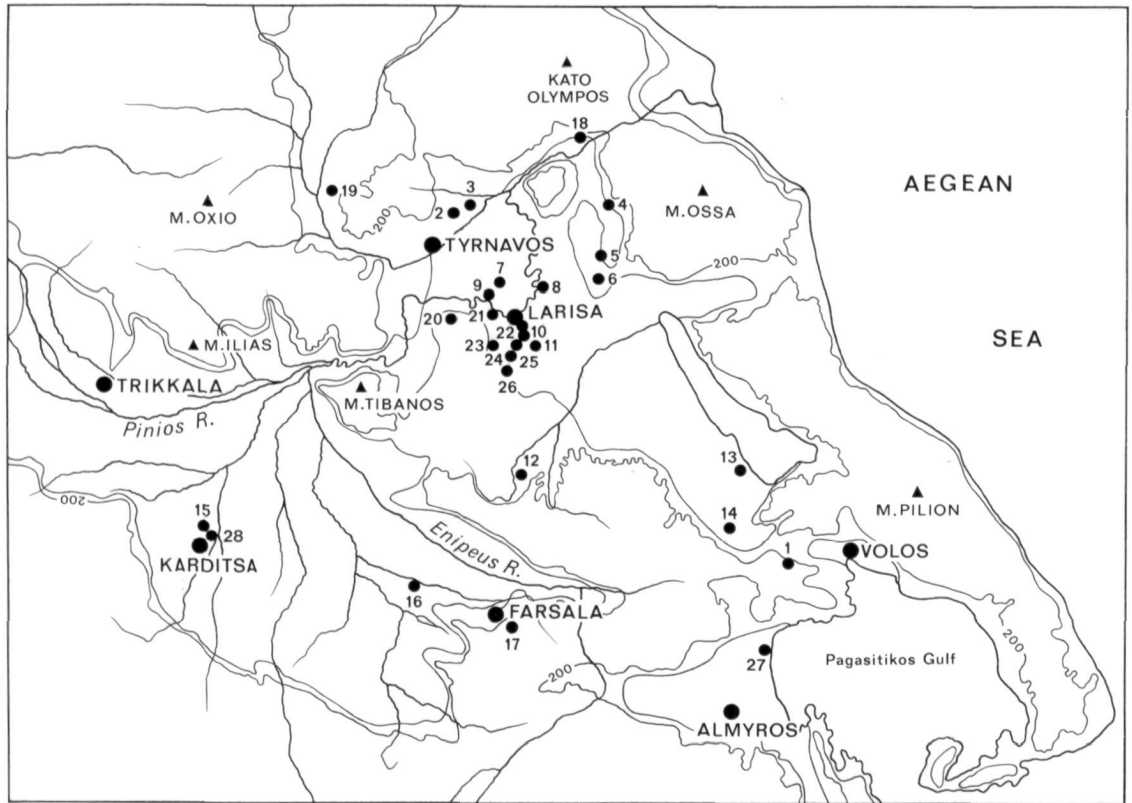 KATO
OLYMPOS
18
AEGEAN
19
3
M.OSSA
M.OXIO
2
4
200
TYRNAVOS
5
200
7
8
6
9
LARISA
21
20
22
10
SEA
M.ILIAS
23
11
24
25
26
TRIKKALA
M.TIBANOS
Pinios R.
12
13
200
M.PILION
15
14
28
Enipeus R.
1
VOLOS
KARDITSA
16
FARSALA
17
200
27
Pagasitikos Gulf
200
ALMYROS